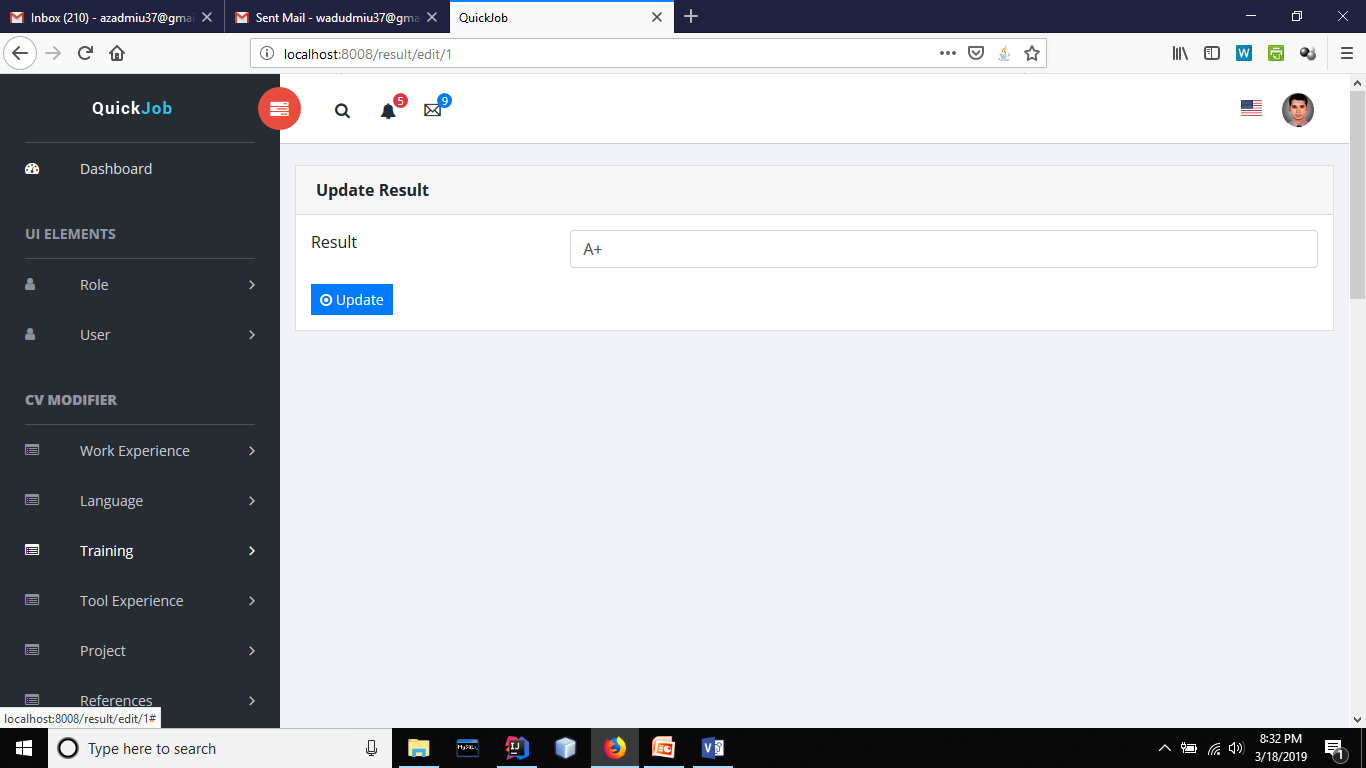 Inbox (210) - azadmiu37@gmai
Sent Mail - wadudmiu37@gma
QuickJob
localhost:8008/result/edit/1
QuickJob
5
9
Dashboard
Update Result
UI ELEMENTS
Result
A+
Role
Update
User
CV MODIFIER
Work Experience
Language
Training
Tool Experience
Project
References
localhost:8008/result/edit/1#
Type here to search
8:32 PM
3/18/2019
1